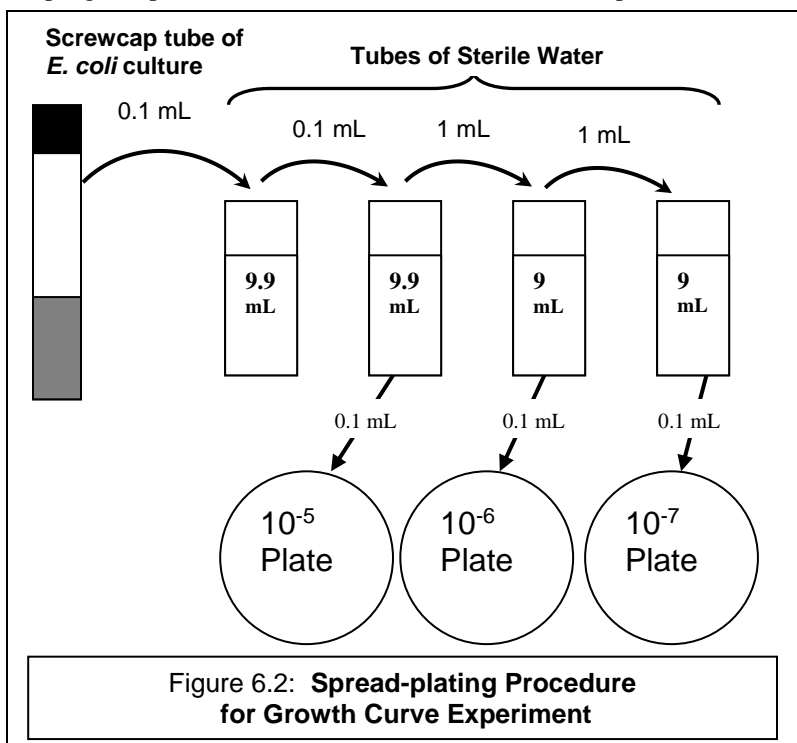 Screwcap tube of
E. coli culture
Tubes of Sterile Water
0.1 mL
0.1 mL
1 mL
1 mL
9.9
mL
9.9
mL
9
mL
9
mL
0.1 mL
0.1 mL
0.1 mL
10⁻⁵
Plate
10⁻⁶
Plate
10⁻⁷
Plate
Figure 6.2: Spread-plating Procedure
for Growth Curve Experiment